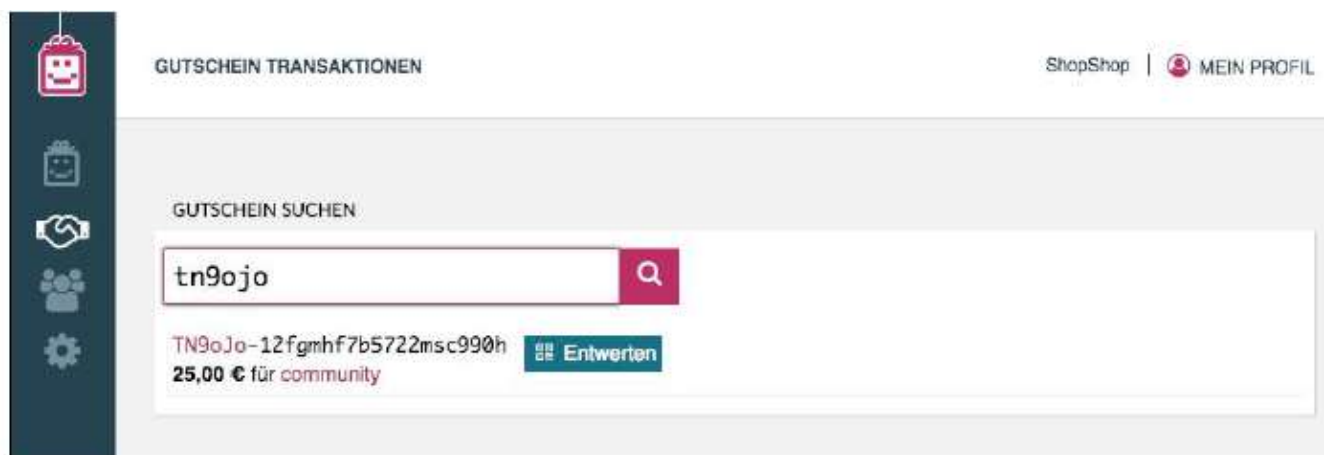 GUTSCHEIN TRANSAKTIONEN
ShopShop | MEIN PROFIL
GUTSCHEIN SUCHEN
tn9ojo
TN9oJo-12fgmhf7b5722msc990h
Entwerten
25,00 € für community